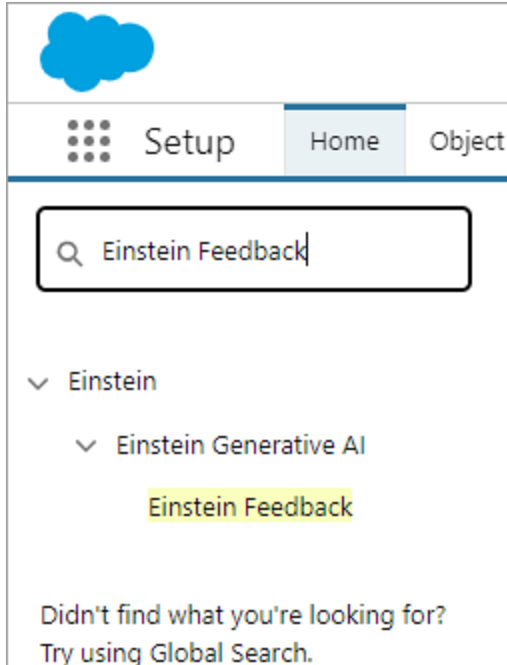 Setup Home Object
Einstein Feedback
Einstein
Einstein Generative AI
Einstein Feedback
Didn't find what you're looking for?
Try using Global Search.